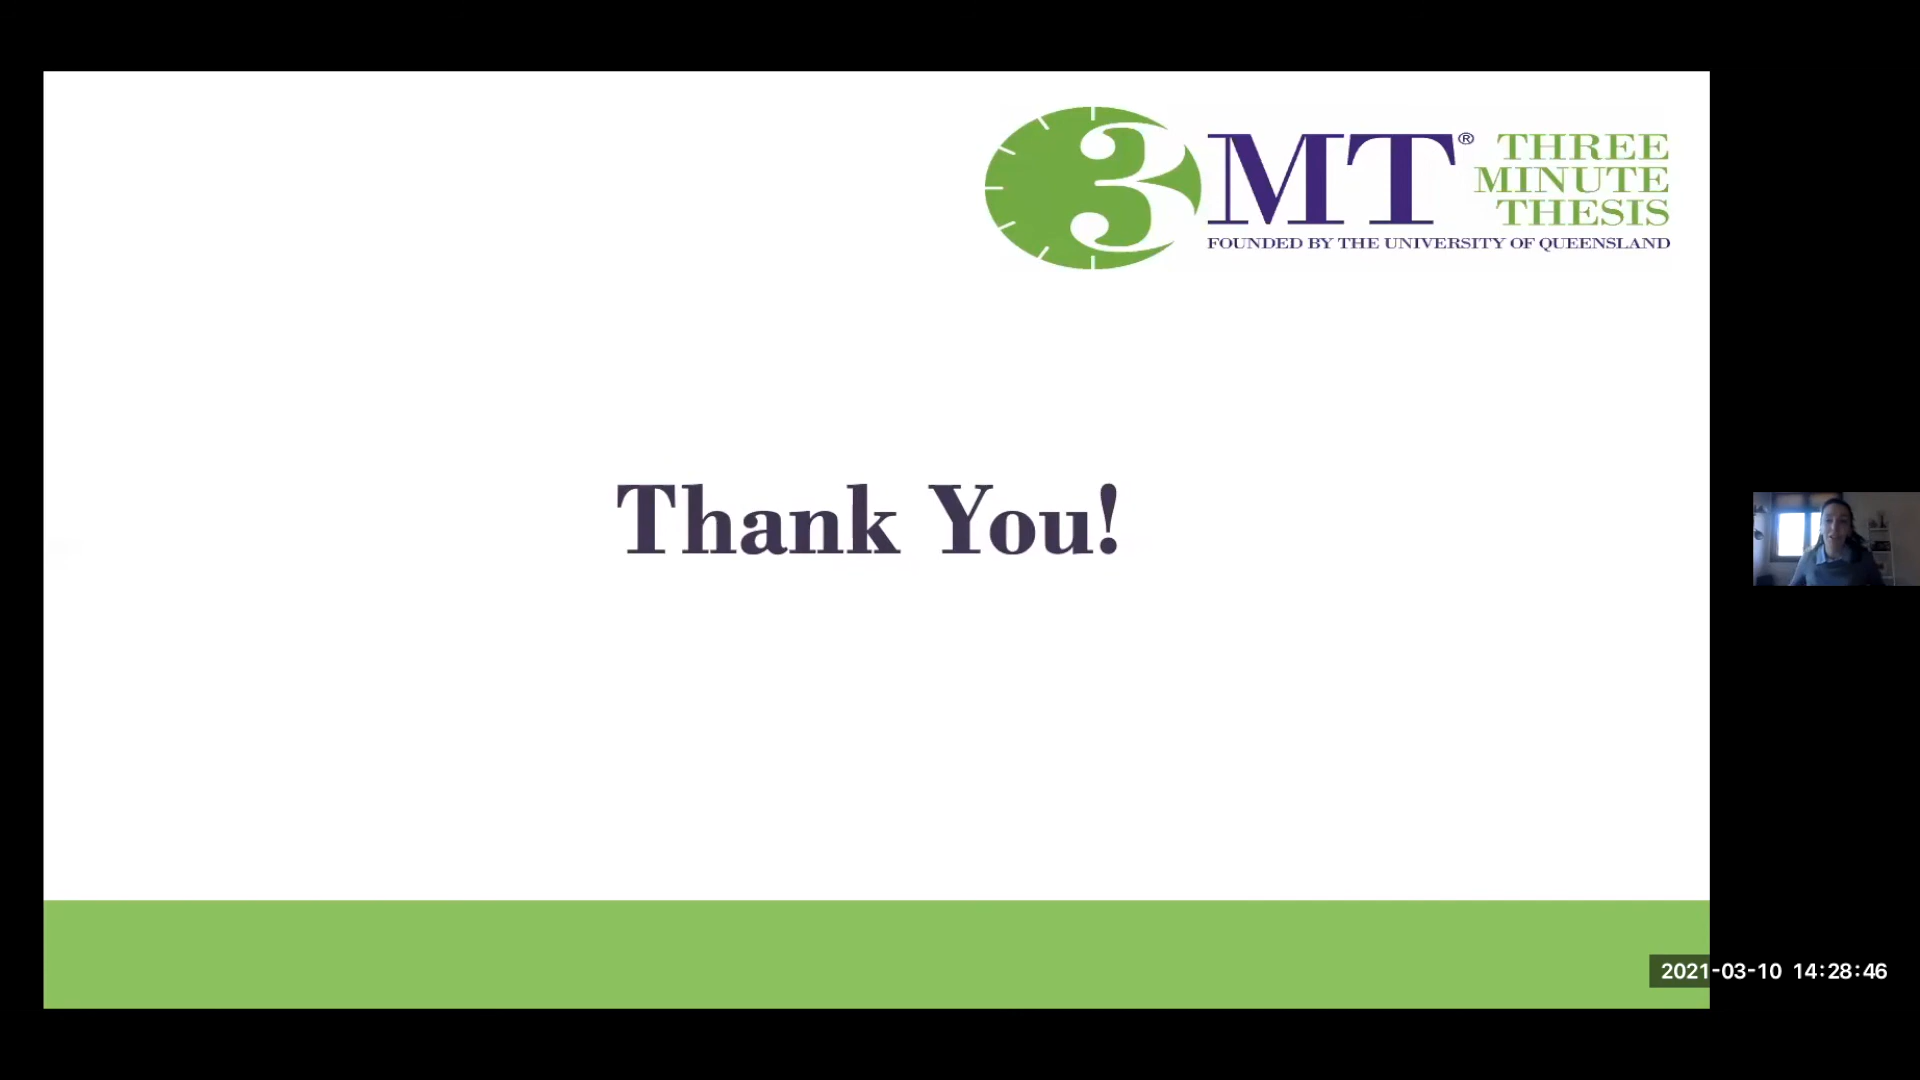 3MT®
THREE
MINUTE
THESIS
FOUNDED BY THE UNIVERSITY OF QUEENSLAND
Thank You!
2021-03-10 14:28:46